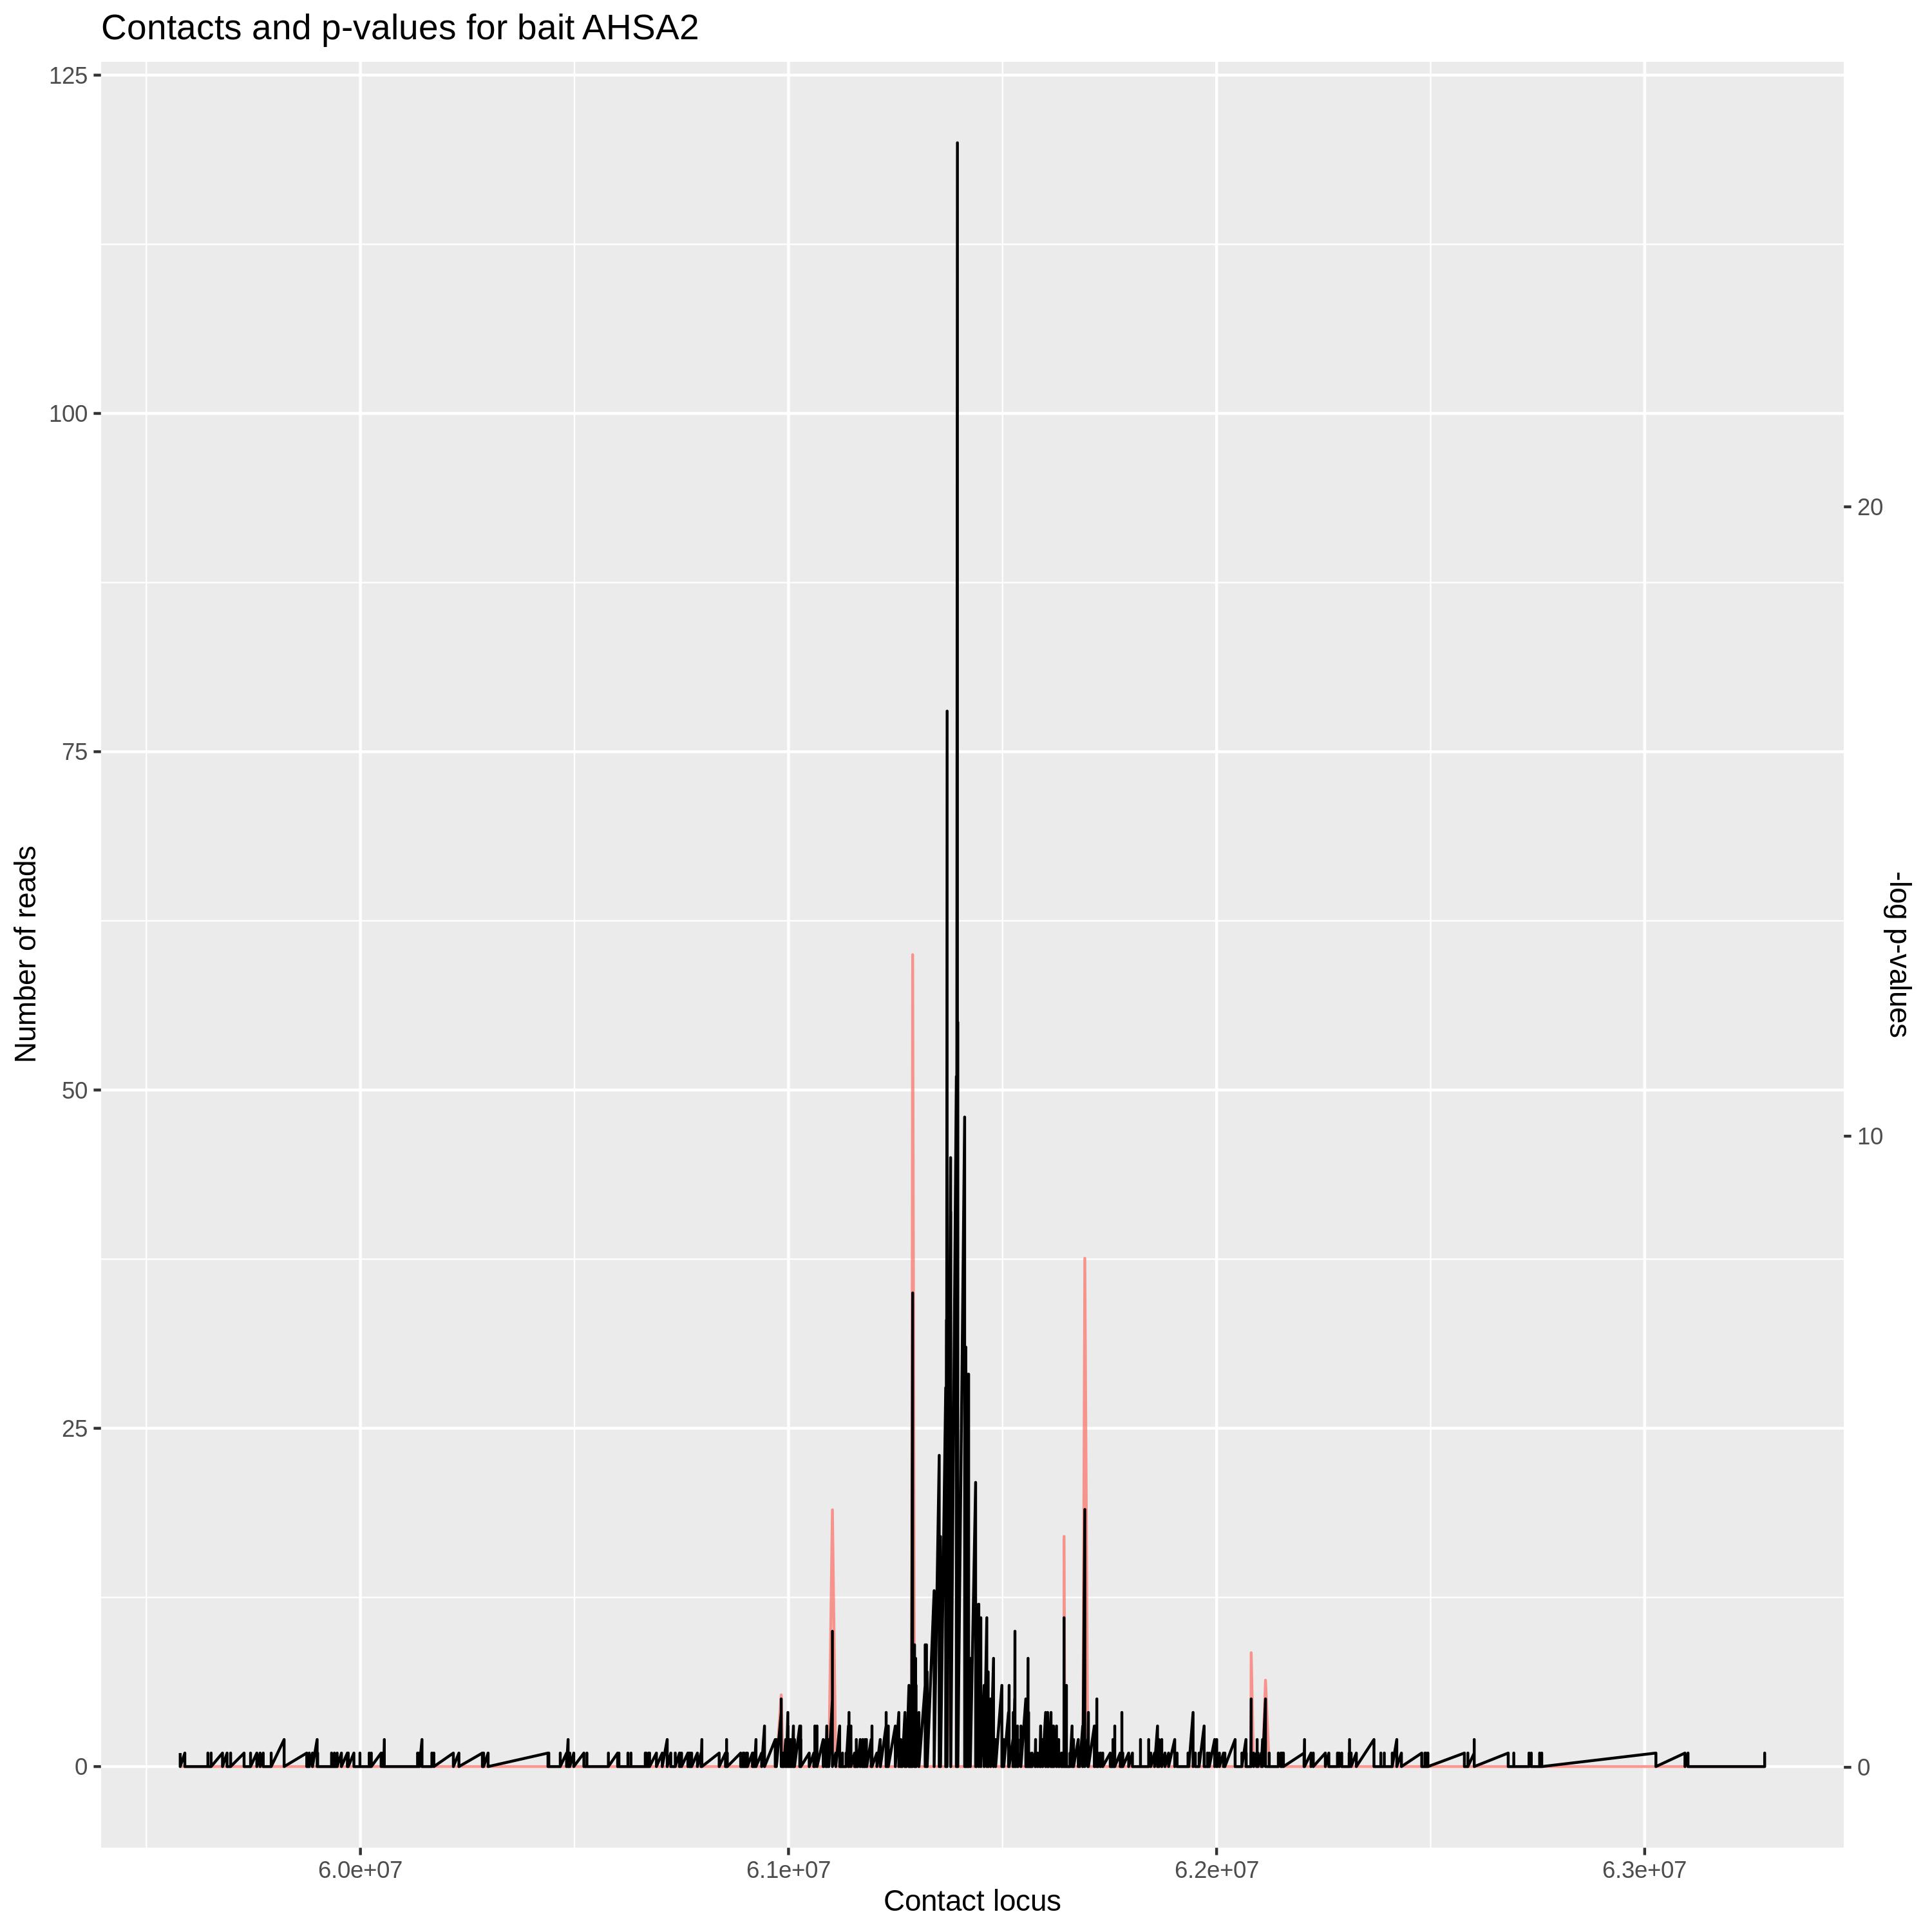 Contacts and p-values for bait AHSA2
125
100
75
50
25
0
Number of reads
20
10
0
-log p-values
6.0e+07
6.1e+07
6.2e+07
6.3e+07
Contact locus